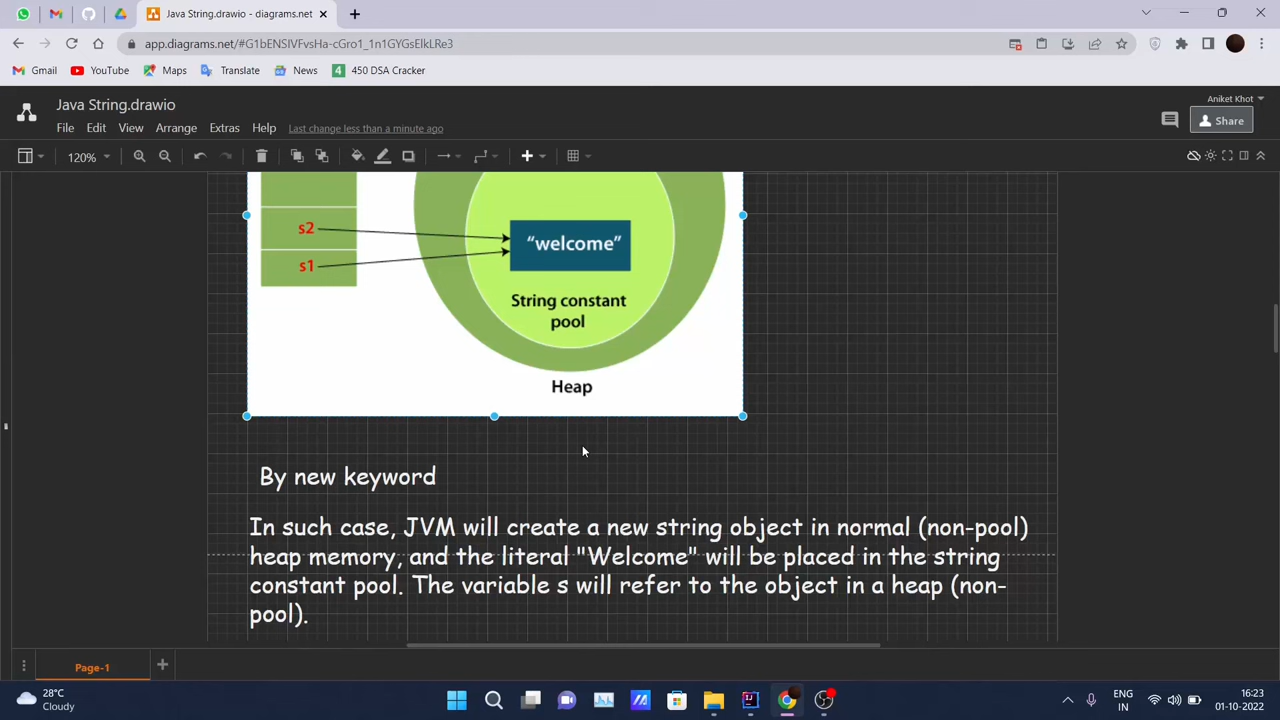 Java String.drawio - diagrams.net
app.diagrams.net/#G1bENSIVFvsHa-cGro1_1n1GYGsElkLRe3
Gmail YouTube Maps Translate News 4 450 DSA Cracker
Java String.drawio
Aniket Khot
File Edit View Arrange Extras Help Last change less than a minute ago
Share
120%
s2
"welcome"
s1
String constant
pool
Heap
By new keyword
In such case, JVM will create a new string object in normal (non-pool)
heap memory, and the literal "Welcome" will be placed in the string
constant pool. The variable s will refer to the object in a heap (non-
pool).
Page-1
28°C
Cloudy
ENG
IN
16:23
01-10-2022